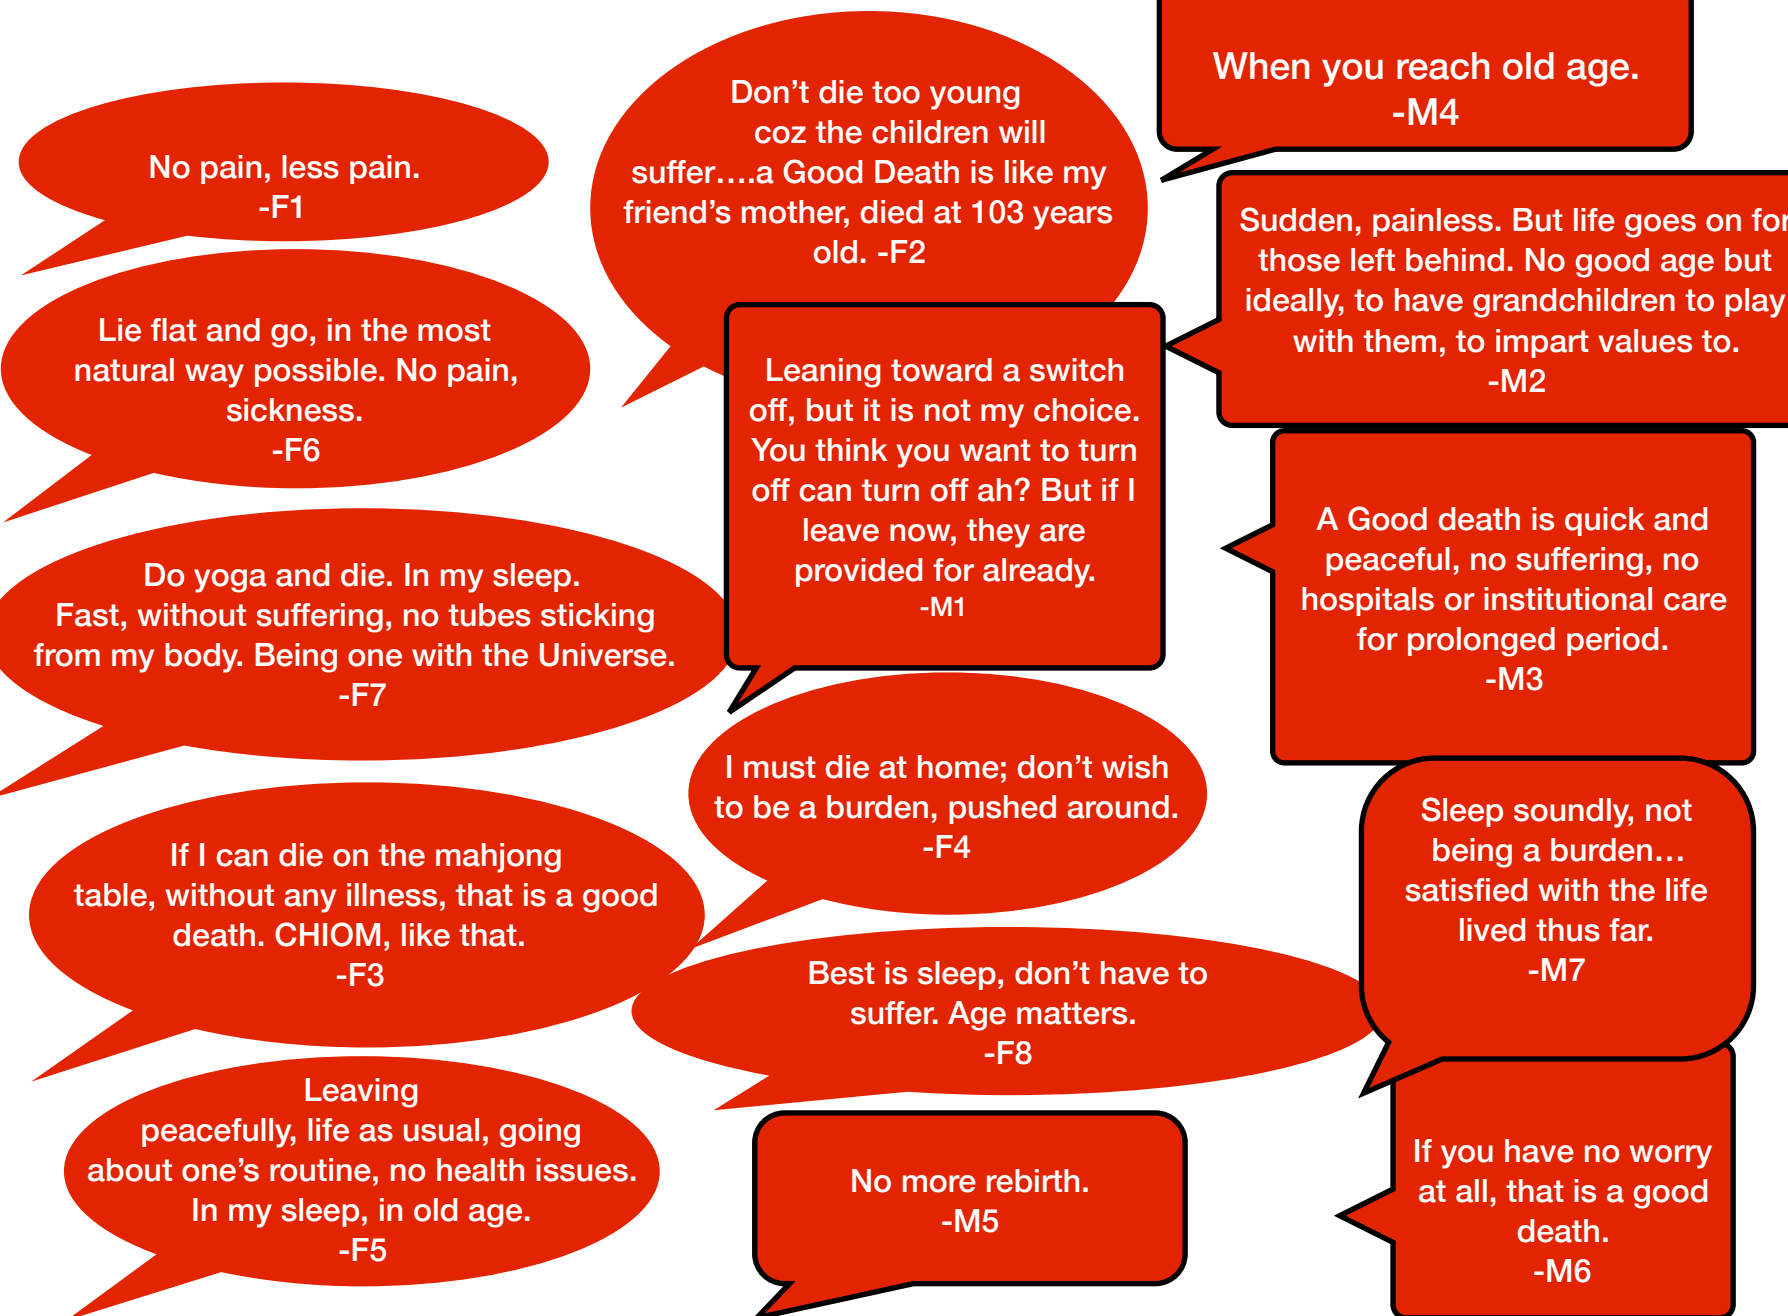 No pain, less pain.
-F1
Don’t die too young
coz the children will
suffer….a Good Death is like my
friend’s mother, died at 103 years
old. -F2
When you reach old age.
-M4
Sudden, painless. But life goes on for
those left behind. No good age but
ideally, to have grandchildren to play
with them, to impart values to.
-M2
Lie flat and go, in the most
natural way possible. No pain,
sickness.
-F6
Leaning toward a switch
off, but it is not my choice.
You think you want to turn
off can turn off ah? But if I
leave now, they are
provided for already.
-M1
A Good death is quick and
peaceful, no suffering, no
hospitals or institutional care
for prolonged period.
-M3
Do yoga and die. In my sleep.
Fast, without suffering, no tubes sticking
from my body. Being one with the Universe.
-F7
I must die at home; don’t wish
to be a burden, pushed around.
-F4
Sleep soundly, not
being a burden…
satisfied with the life
lived thus far.
-M7
If I can die on the mahjong
table, without any illness, that is a good
death. CHIOM, like that.
-F3
Best is sleep, don’t have to
suffer. Age matters.
-F8
Leaving
peacefully, life as usual, going
about one’s routine, no health issues.
In my sleep, in old age.
-F5
No more rebirth.
-M5
If you have no worry
at all, that is a good
death.
-M6